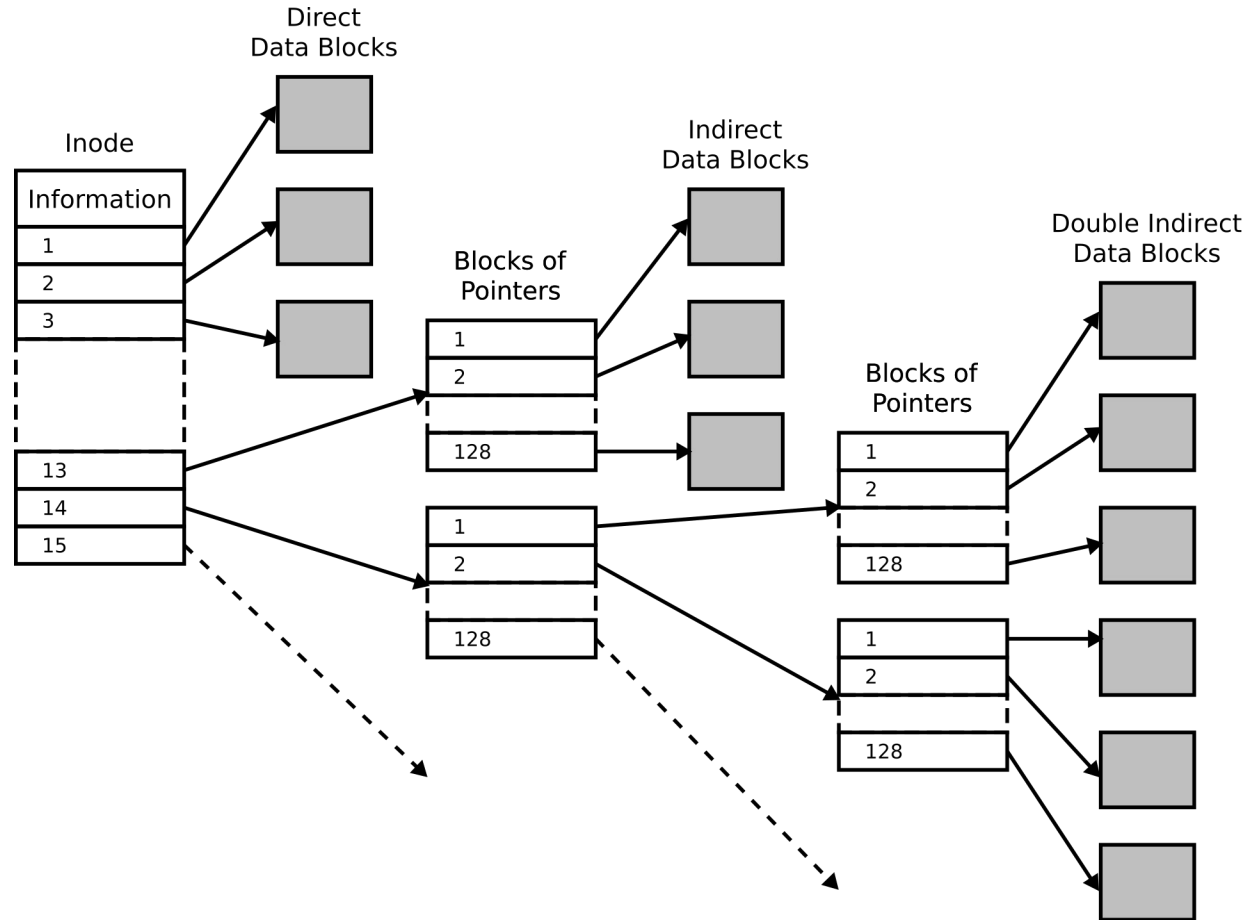 Direct
Data Blocks
Inode
Information
1
2
3
13
14
15
Blocks of
Pointers
1
2
128
1
2
128
Indirect
Data Blocks
Blocks of
Pointers
1
2
128
1
2
128
Double Indirect
Data Blocks